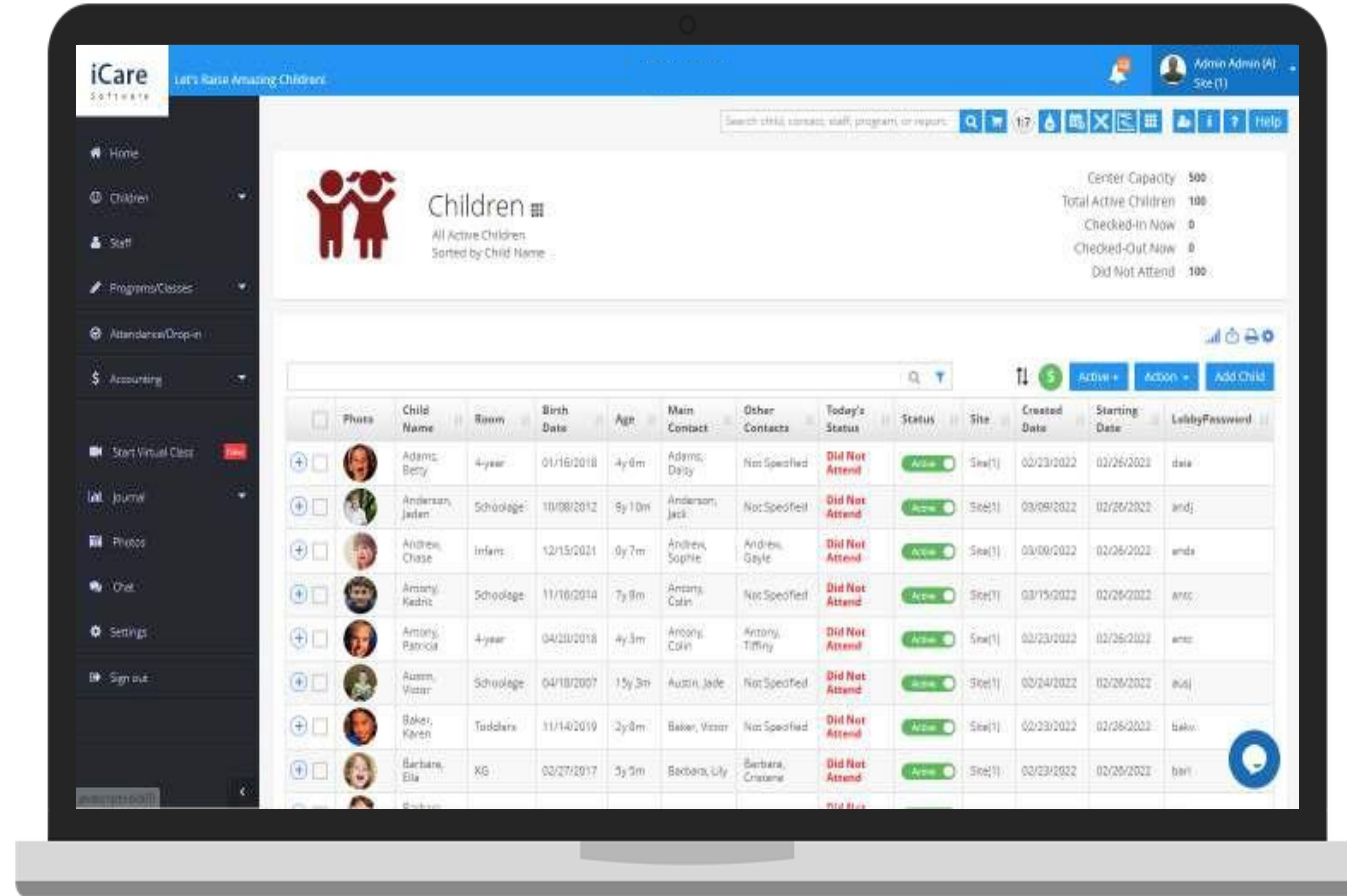 iCare
Software
Let's Raise Amazing Children!
Admin Admin (A)
Site (1)
Search child, contact, staff, program, or report.
1:7
Help
Home
Children
Staff
Programs/Classes
Attendance/Drop-in
Accounting
Start Virtual Class
New
Journal
Photos
Chat
Settings
Sign out
Children
All Active Children
Sorted by Child Name
Center Capacity 500
Total Active Children 100
Checked-In Now 0
Checked-Out Now 0
Did Not Attend 100
Active
Action
Add Child
Photo Child Name Room Birth Date Age Main Contact Other Contacts Today's Status Status Site Created Date Starting Date LobbyPassword
Adams, Betty 4-year 01/16/2018 4y 6m Adams, Daisy Not Specified Did Not Attend Active Site(1) 02/23/2022 02/26/2022
Anderson, Jaden Schoolage 10/08/2012 9y 10m Anderson, Jack Not Specified Did Not Attend Active Site(1) 03/09/2022 02/26/2022 andj
Andrew, Chase Infant 12/15/2021 0y 7m Andrew, Sophie Andrew, Gayle Did Not Attend Active Site(1) 03/09/2022 02/26/2022 ands
Antony, Kedric Schoolage 11/16/2014 7y 8m Antony, Colin Not Specified Did Not Attend Active Site(1) 03/15/2022 02/26/2022 antc
Antony, Patricia 4-year 04/20/2018 4y 3m Antony, Colin Antony, Tiffiny Did Not Attend Active Site(1) 02/23/2022 02/26/2022 antc
Austin, Victor Schoolage 04/18/2007 15y 3m Austin, Jade Not Specified Did Not Attend Active Site(1) 02/24/2022 02/26/2022 ausj
Baker, Karen Toddlers 11/14/2019 2y 8m Baker, Victor Not Specified Did Not Attend Active Site(1) 02/23/2022 02/26/2022 bakv
Barbara, Ella KG 02/27/2017 5y 5m Barbara, Lily Barbara, Cristene Did Not Attend Active Site(1) 02/23/2022 02/26/2022 barl